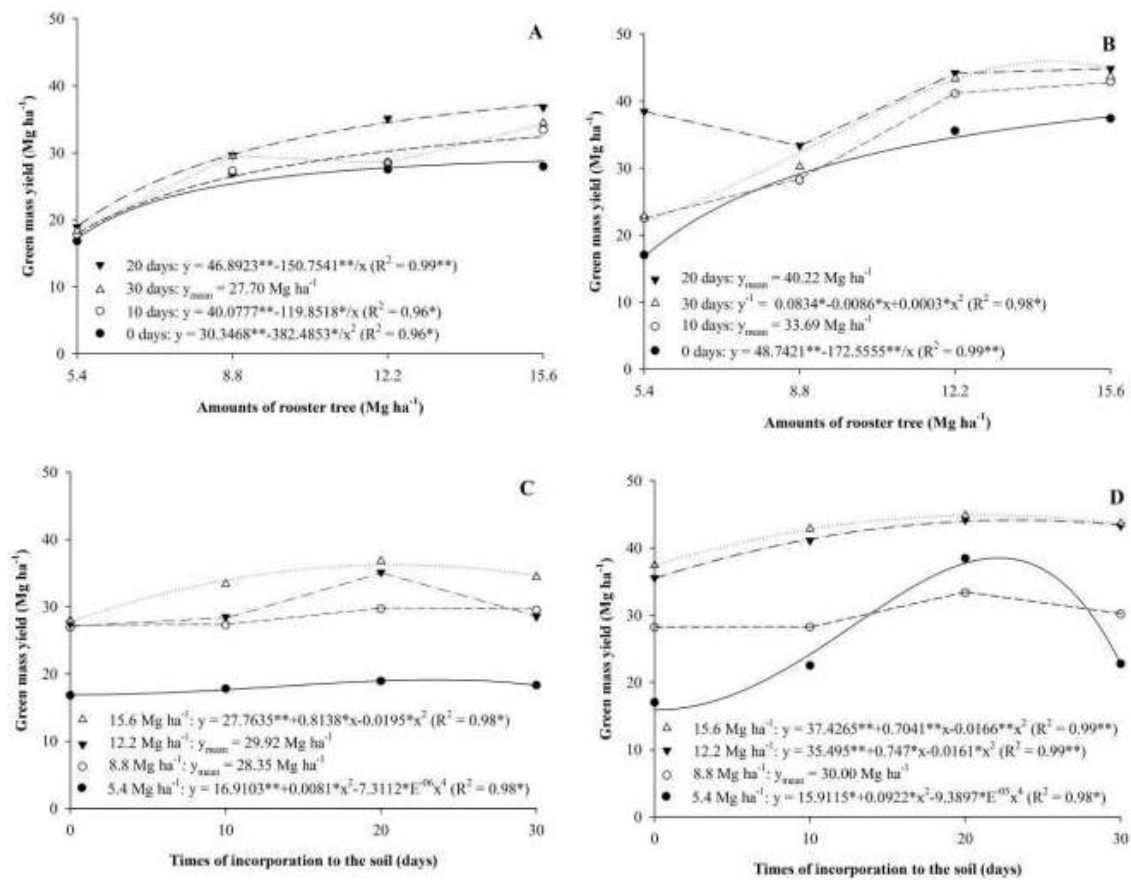 A
50
40
30
20
10
0
Green mass yield (Mg ha⁻¹)
20 days: y = 46.8923**-150.7541**/x (R² = 0.99**)
30 days: yₘₑₐₙ = 27.70 Mg ha⁻¹
10 days: y = 40.0777**-119.8518*/x (R² = 0.96*)
0 days: y = 30.3468**-382.4853*/x² (R² = 0.96*)
5.4 8.8 12.2 15.6
Amounts of rooster tree (Mg ha⁻¹)
B
50
40
30
20
10
0
Green mass yield (Mg ha⁻¹)
20 days: yₘₑₐₙ = 40.22 Mg ha⁻¹
30 days: y⁻¹ = 0.0834*-0.0086*x+0.0003*x² (R² = 0.98*)
10 days: yₘₑₐₙ = 33.69 Mg ha⁻¹
0 days: y = 48.7421**-172.5555**/x (R² = 0.99**)
5.4 8.8 12.2 15.6
Amounts of rooster tree (Mg ha⁻¹)
C
50
40
30
20
10
0
Green mass yield (Mg ha⁻¹)
15.6 Mg ha⁻¹: y = 27.7635**+0.8138*x-0.0195*x² (R² = 0.98*)
12.2 Mg ha⁻¹: yₘₑₐₙ = 29.92 Mg ha⁻¹
8.8 Mg ha⁻¹: yₘₑₐₙ = 28.35 Mg ha⁻¹
5.4 Mg ha⁻¹: y = 16.9103**+0.0081*x²-7.3112*E⁻⁰⁶x⁴ (R² = 0.98*)
0 10 20 30
Times of incorporation to the soil (days)
D
50
40
30
20
10
0
Green mass yield (Mg ha⁻¹)
15.6 Mg ha⁻¹: y = 37.4265**+0.7041**x-0.0166**x² (R² = 0.99**)
12.2 Mg ha⁻¹: y = 35.495**+0.747*x-0.0161*x² (R² = 0.99**)
8.8 Mg ha⁻¹: yₘₑₐₙ = 30.00 Mg ha⁻¹
5.4 Mg ha⁻¹: y = 15.9115*+0.0922*x²-9.3897*E⁻⁰⁵x⁴ (R² = 0.98*)
0 10 20 30
Times of incorporation to the soil (days)